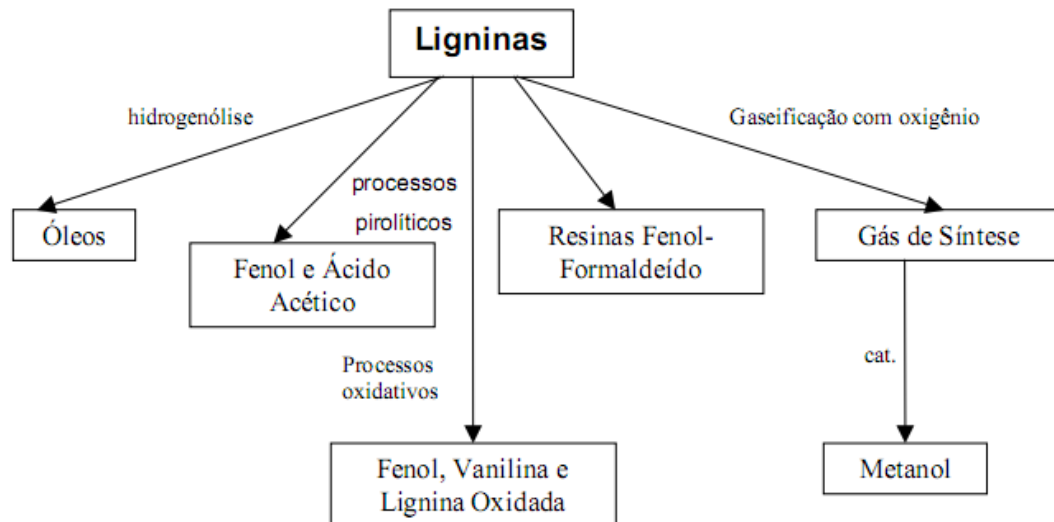 Ligninas
hidrogenólise
Gaseificação com oxigênio
processos
pirolíticos
Óleos
Fenol e Ácido
Acético
Resinas Fenol-
Formaldeído
Gás de Síntese
Processos
oxidativos
cat.
Fenol, Vanilina e
Lignina Oxidada
Metanol